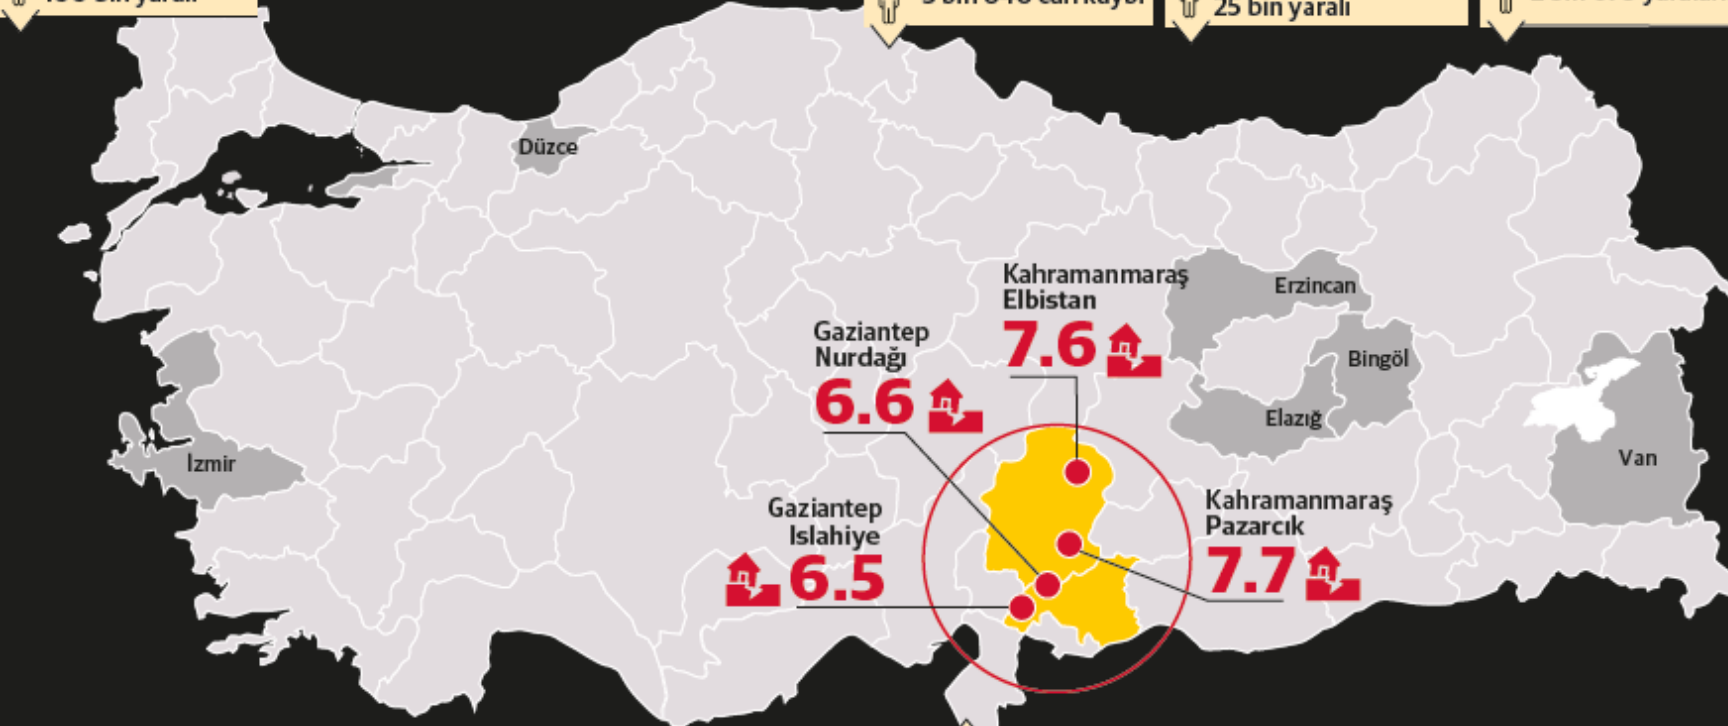 25 bin yaralı
Düzce
Kahramanmaraş
Elbistan
7.6
Erzincan
Gaziantep
Nurdağı
6.6
Bingöl
Elazığ
İzmir
Van
Gaziantep
Islahiye
6.5
Kahramanmaraş
Pazarcık
7.7